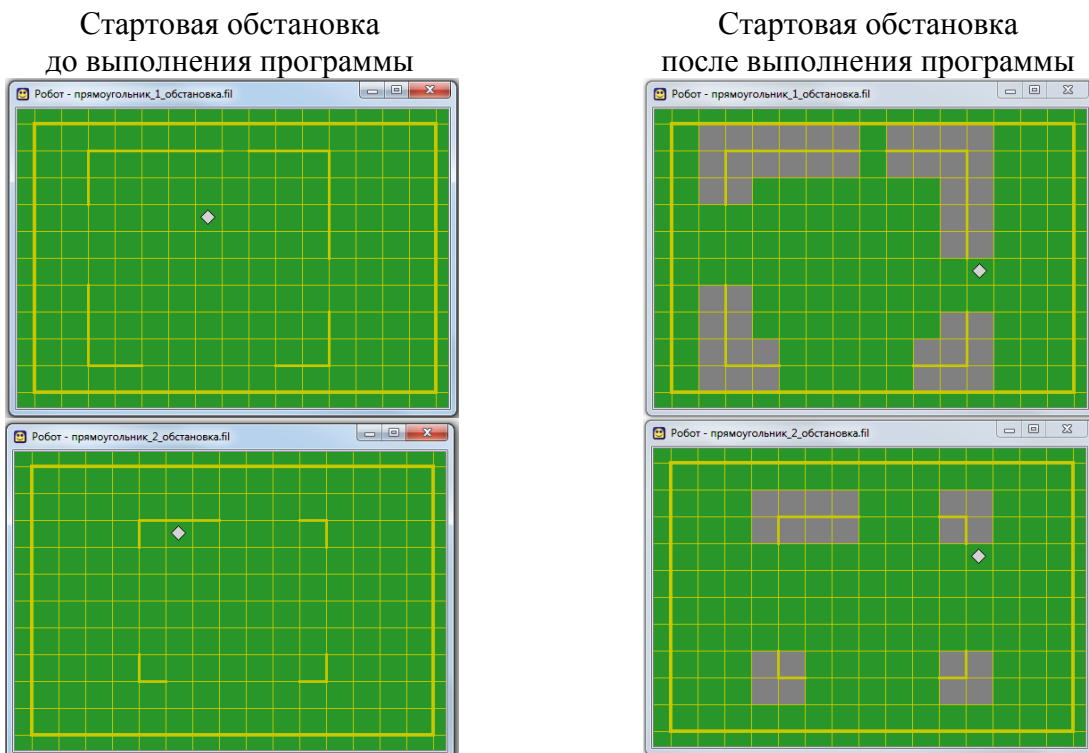 Стартовая обстановка
до выполнения программы
Стартовая обстановка
после выполнения программы
Робот - прямоугольник_1_обстановка.fil
Робот - прямоугольник_1_обстановка.fil
Робот - прямоугольник_2_обстановка.fil
Робот - прямоугольник_2_обстановка.fil